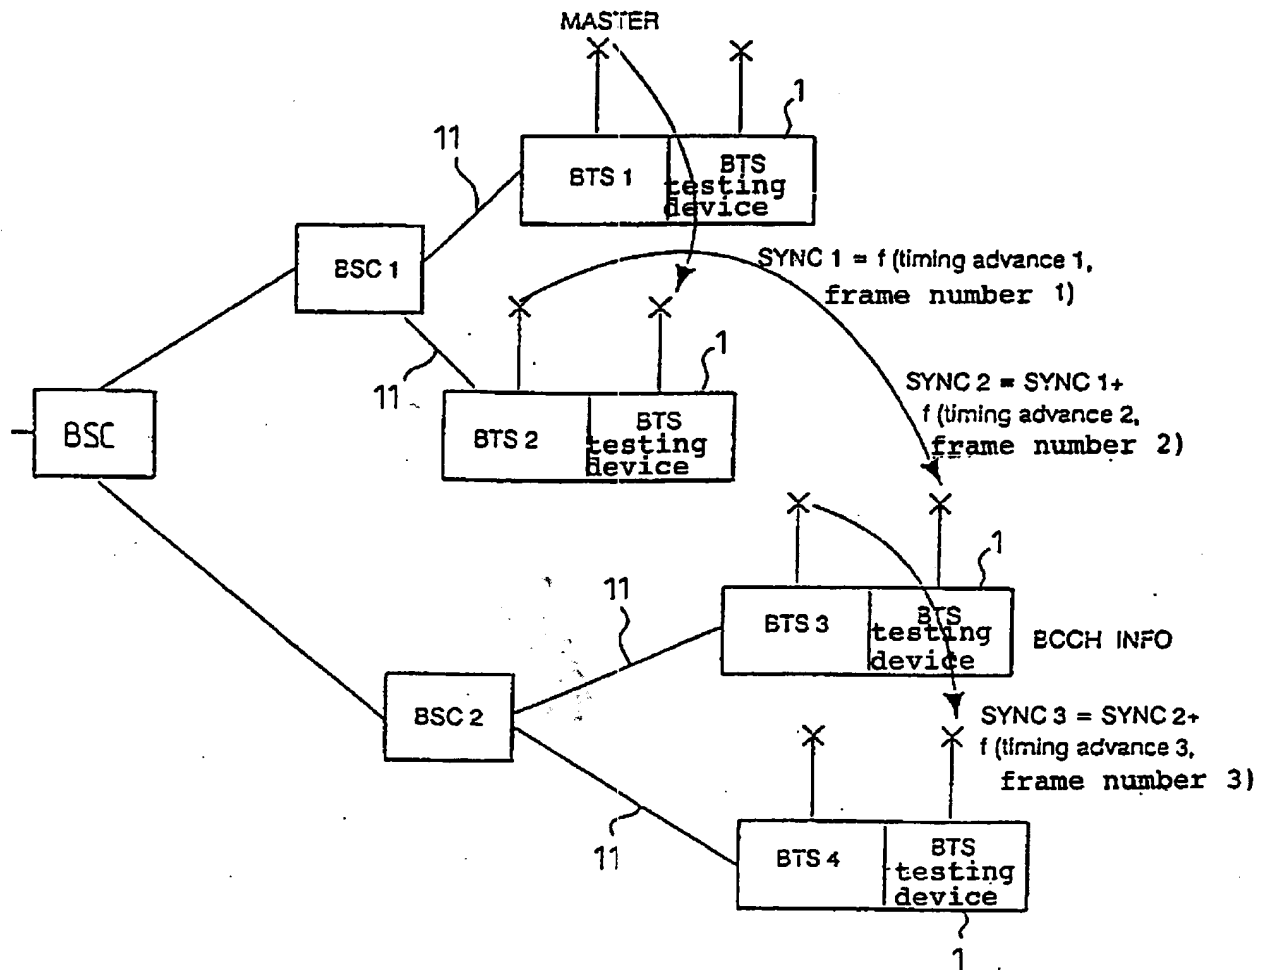 MASTER
1
11
BTS 1
BTS
testing
device
BSC 1
SYNC 1 = f (timing advance 1,
frame number 1)
11
1
SYNC 2 = SYNC 1+
f (timing advance 2,
frame number 2)
BSC
BTS 2
BTS
testing
device
1
11
BTS 3
BTS
testing
device
BCCH INFO
BSC 2
SYNC 3 = SYNC 2+
f (timing advance 3,
frame number 3)
11
BTS 4
BTS
testing
device
1